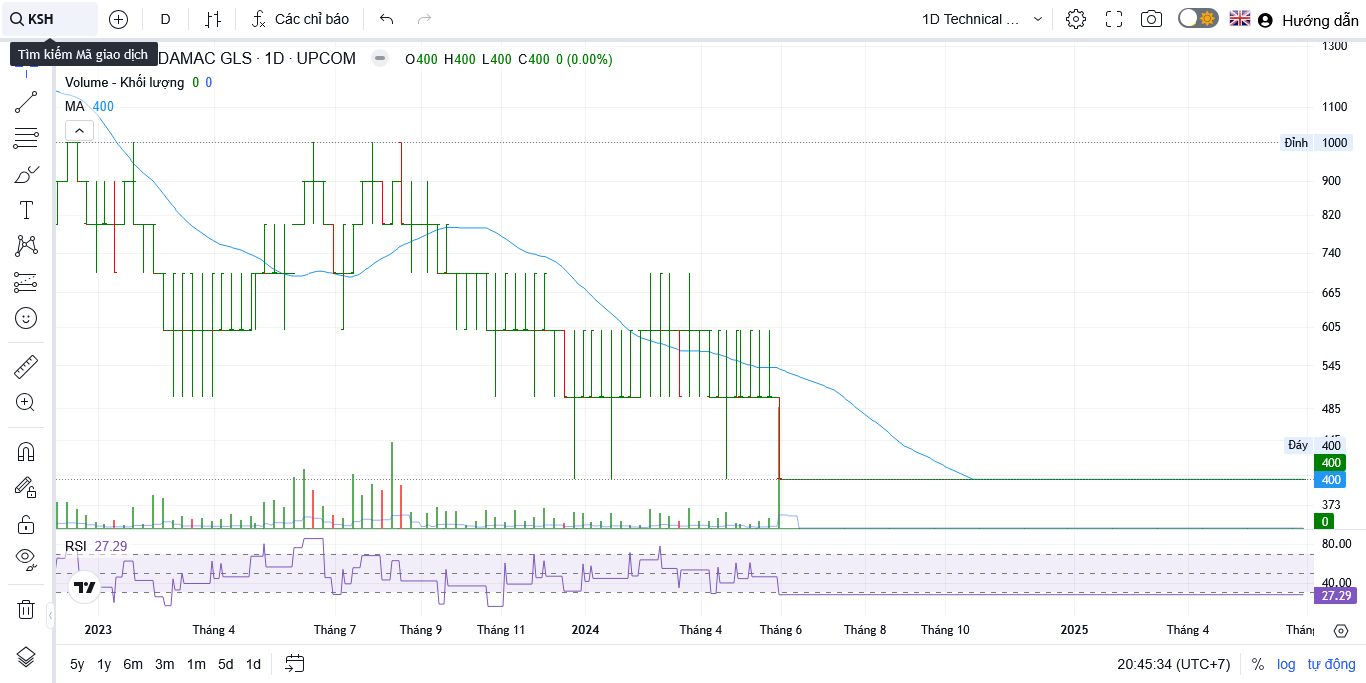 KSH D Các chỉ báo 1D Technical ... Hướng dẫn
Tìm kiếm Mã giao dịch
DAMAC GLS · 1D · UPCOM O400 H400 L400 C400 0 (0.00%)
Volume - Khối lượng 0 0
MA 400
1300
1100
Đỉnh 1000
900
820
740
665
605
545
485
Đáy 400
400
400
373
0
RSI 27.29
80.00
40.00
27.29
2023 Tháng 4 Tháng 7 Tháng 9 Tháng 11 2024 Tháng 4 Tháng 6 Tháng 8 Tháng 10 2025 Tháng 4
5y 1y 6m 3m 1m 5d 1d 20:45:34 (UTC+7) % log tự động